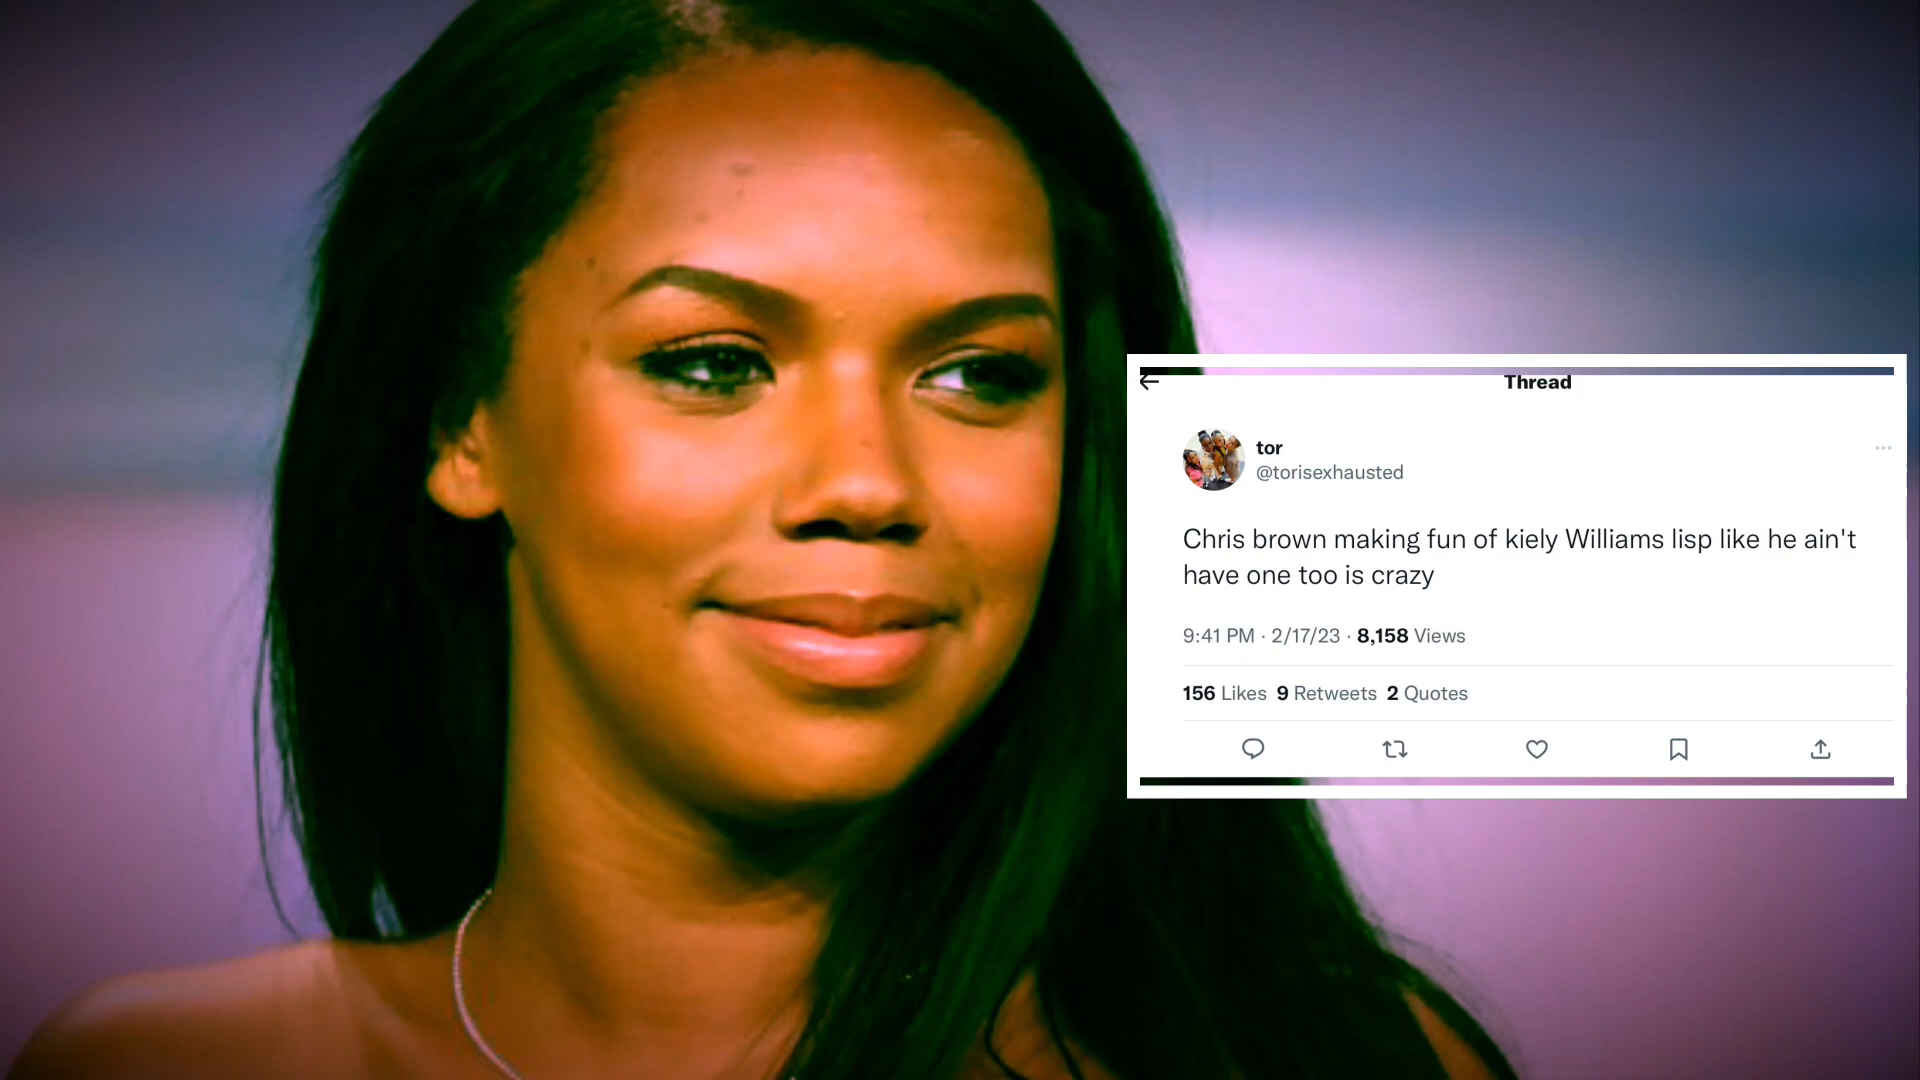 Thread
tor
@torisexhausted
Chris brown making fun of kiely Williams lisp like he ain't
have one too is crazy
9:41 PM · 2/17/23 · 8,158 Views
156 Likes 9 Retweets 2 Quotes